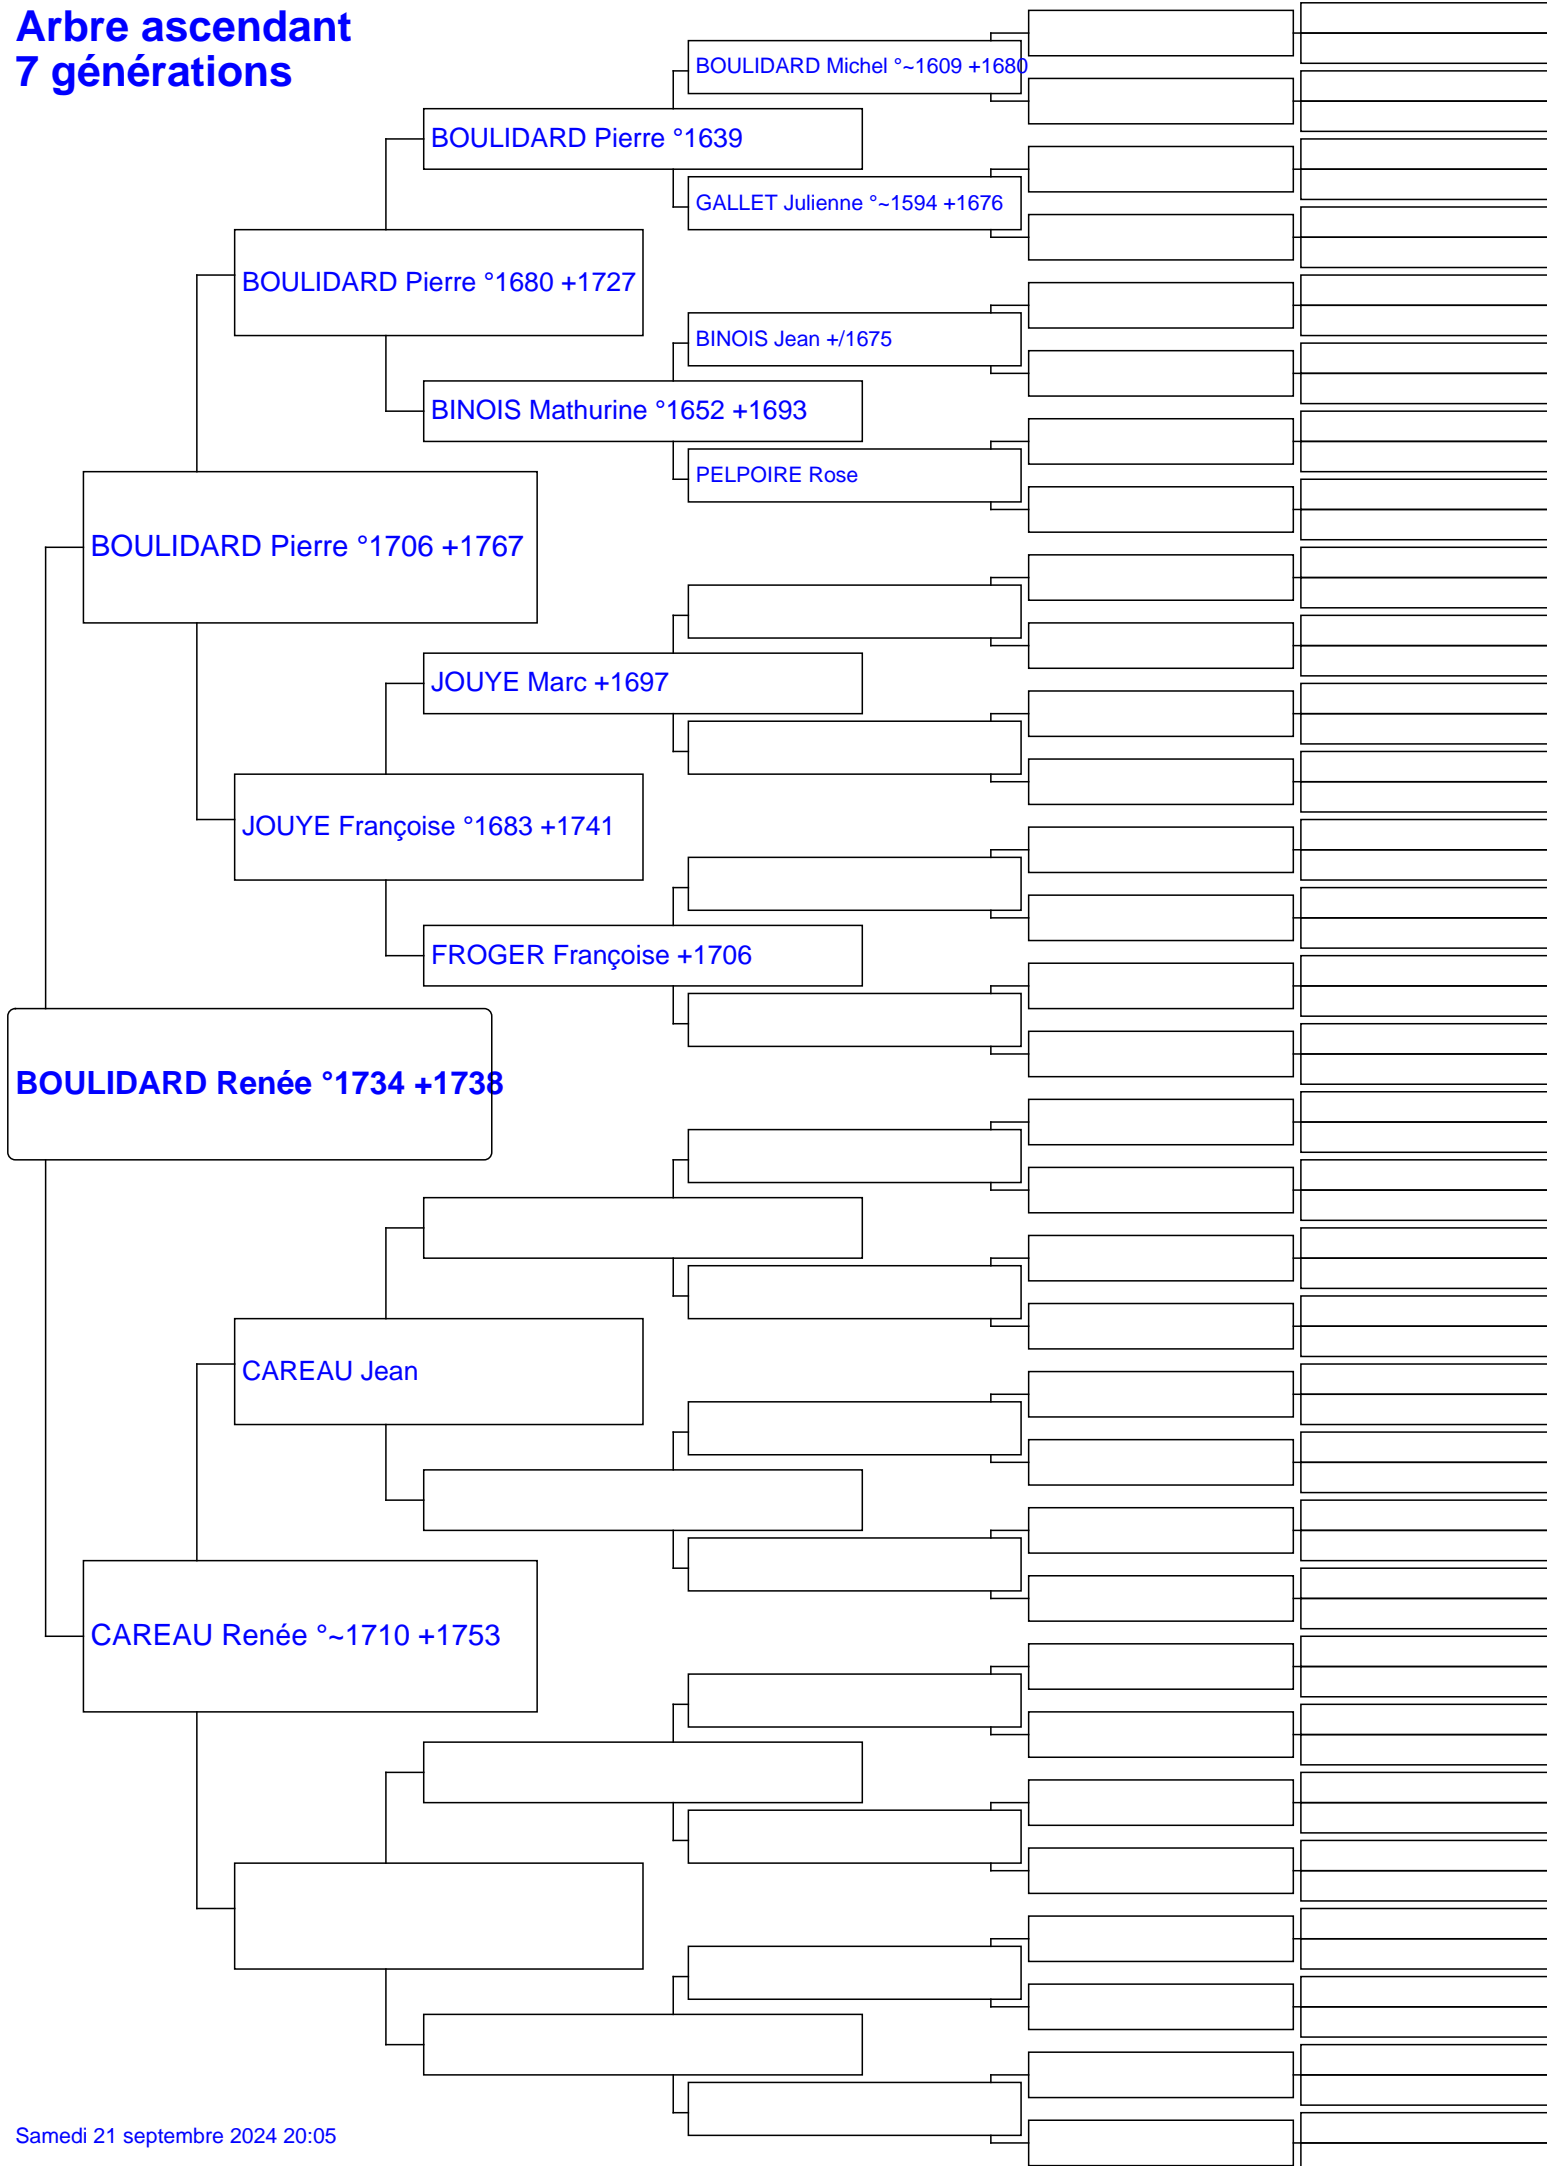 Arbre ascendant
7 générations
BOULIDARD Michel °~1609 +1680
BOULIDARD Pierre °1639
GALLET Julienne °~1594 +1676
BOULIDARD Pierre °1680 +1727
BINOIS Jean +/1675
BINOIS Mathurine °1652 +1693
PELPOIRE Rose
BOULIDARD Pierre °1706 +1767
JOUYE Marc +1697
JOUYE Françoise °1683 +1741
FROGER Françoise +1706
BOULIDARD Renée °1734 +1738
CAREAU Jean
CAREAU Renée °~1710 +1753
Samedi 21 septembre 2024 20:05